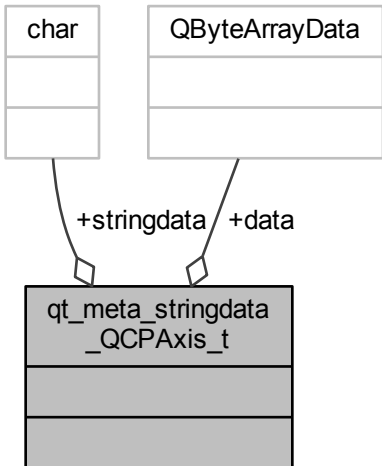 char
QByteArrayData
+stringdata
+data
qt_meta_stringdata
_QCPAxis_t